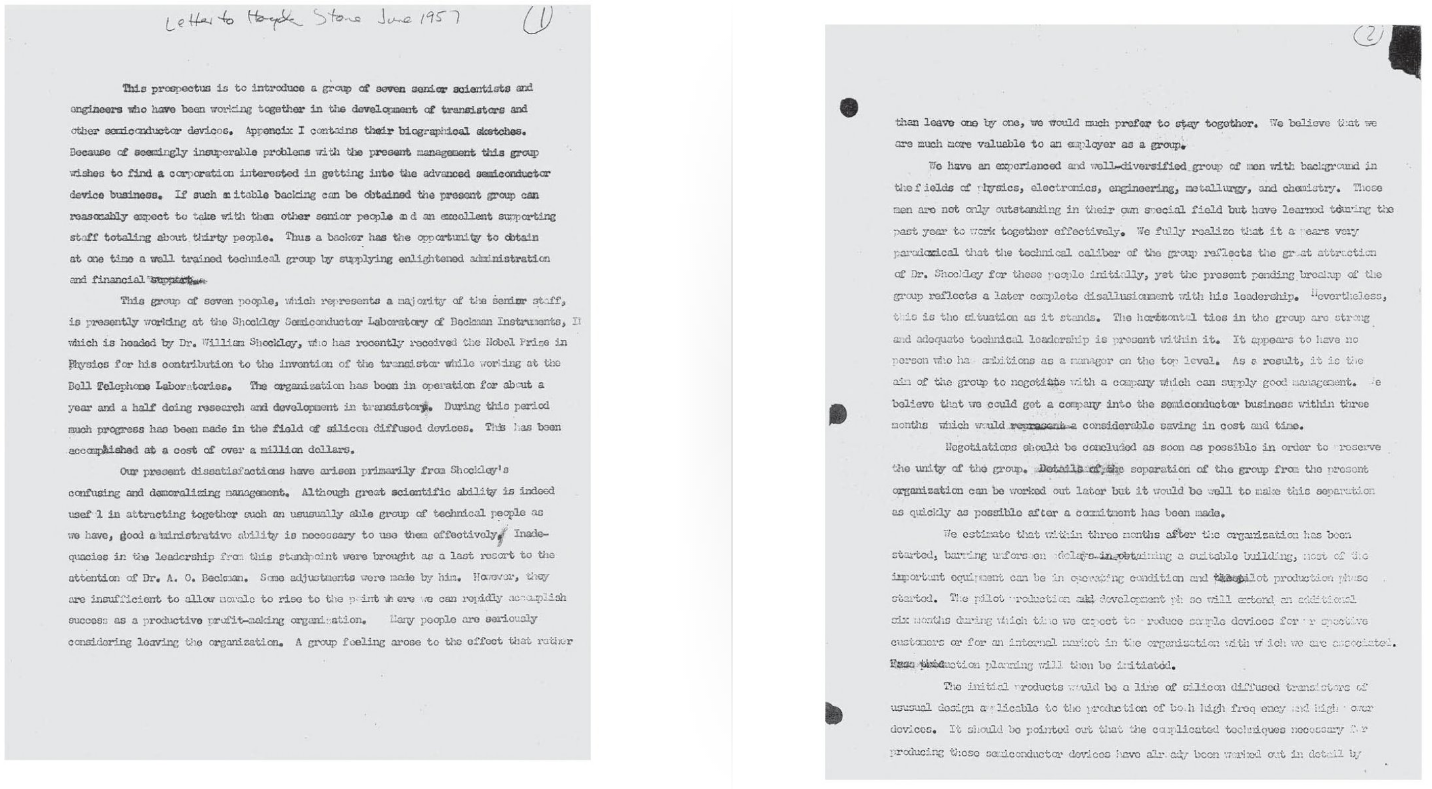 Letter to Hayden Stone June 1957
(1)
This prospectus is to introduce a group of seven senior scientists and
engineers who have been working together in the development of transistors and
other semiconductor devices. Appencix I contains their biographical sketches.
Because of seemingly insuperable problems with the present management this group
wishes to find a corporation interested in getting into the advanced semiconductor
device business. If such suitable backing can be obtained the present group can
reasonably expect to take with them other senior people and an excellent supporting
staff totaling about thirty people. Thus a backer has the opportunity to obtain
at one time a well trained technical group by supplying enlightened administration
and financial support.
This group of seven people, which represents a majority of the senior staff,
is presently working at the Shockley Semiconductor Laboratory of Beckman Instruments,
which is headed by Dr. William Shockley, who has recently received the Nobel Prize in
Physics for his contribution to the invention of the transistor while working at the
Bell Telephone Laboratories. The organization has been in operation for about a
year and a half doing research and development in transistors. During this period
much progress has been made in the field of silicon diffused devices. This has been
accomplished at a cost of over a million dollars.
Our present dissatisfactions have arisen primarily from Shockley's
confusing and demoralizing management. Although great scientific ability is indeed
useful in attracting together such an ususually able group of technical people as
we have, good administrative ability is necessary to use them effectively. Inade-
quacies in the leadership from this standpoint were brought as a last resort to the
attention of Dr. A. O. Beckman. Some adjustments were made by him. However, they
are insufficient to allow morale to rise to the point where we can rapidly accomplish
success as a productive profit-making organization. Many people are seriously
considering leaving the organization. A group feeling arose to the effect that rather
(2)
than leave one by one, we would much prefer to stay together. We believe that we
are much more valuable to an employer as a group.
We have an experienced and well-diversified group of men with background in
the fields of physics, electronics, engineering, metallurgy, and chemistry. These
men are not only outstanding in their own special field but have learned during the
past year to work together effectively. We fully realize that it appears very
paradoxical that the technical caliber of the group reflects the great attraction
of Dr. Shockley for these people initially, yet the present pending breakup of the
group reflects a later complete disallusionment with his leadership. Nevertheless,
this is the situation as it stands. The horizontal ties in the group are strong
and adequate technical leadership is present within it. It appears to have no
person who has ambitions as a manager on the top level. As a result, it is the
aim of the group to negotiate with a company which can supply good management. We
believe that we could get a company into the semiconductor business within three
months which would represent a considerable saving in cost and time.
Negotiations should be concluded as soon as possible in order to preserve
the unity of the group. Details of the separation of the group from the present
organization can be worked out later but it would be well to make this separation
as quickly as possible after a comitment has been made.
We estimate that within three months after the organization has been
started, barring unforseen delays in obtaining a suitable building, most of the
important equipment can be in operating condition and the pilot production phase
started. The pilot production and development phase will extend an additional
six months during which time we expect to produce sample devices for prospective
customers or for an internal market in the organization with which we are associated.
Mass production planning will then be initiated.
The initial products would be a line of silicon diffused transistors of
ususual design applicable to the production of both high frequency and high power
devices. It should be pointed out that the complicated techniques necessary for
producing these semiconductor devices have already been worked out in detail by